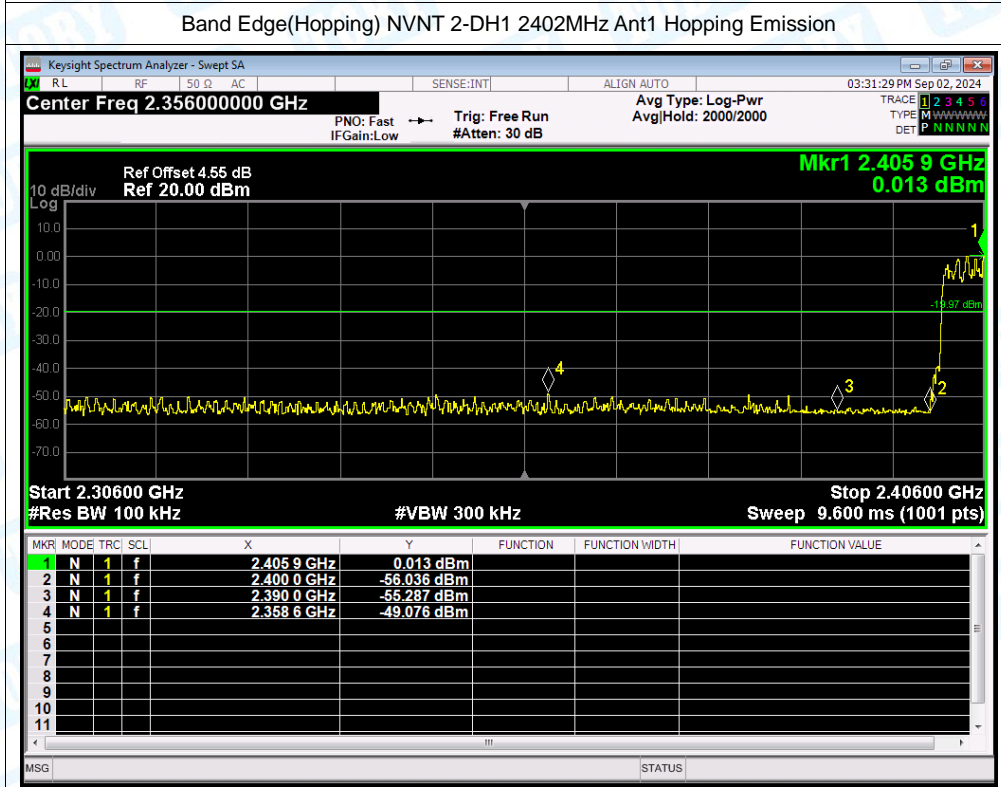 Band Edge(Hopping) NVNT 2-DH1 2402MHz Ant1 Hopping Emission
Keysight Spectrum Analyzer - Swept SA
LXI RL RF 50 Ω AC SENSE:INT ALIGN AUTO 03:31:29 PM Sep 02, 2024
Center Freq 2.356000000 GHz
PNO: Fast
IFGain:Low
Trig: Free Run
#Atten: 30 dB
Avg Type: Log-Pwr
Avg|Hold: 2000/2000
TRACE 1 2 3 4 5 6
TYPE M WWWWW
DET P N N N N N
Mkr1 2.405 9 GHz
0.013 dBm
Ref Offset 4.55 dB
10 dB/div Ref 20.00 dBm
Log
10.0
0.00
-10.0
-20.0
-30.0
-40.0
-50.0
-60.0
-70.0
1
-19.97 dBm
4
3
2
Start 2.30600 GHz Stop 2.40600 GHz
#Res BW 100 kHz #VBW 300 kHz Sweep 9.600 ms (1001 pts)
MKR MODE TRC SCL X Y FUNCTION FUNCTION WIDTH FUNCTION VALUE
1 N 1 f 2.405 9 GHz 0.013 dBm
2 N 1 f 2.400 0 GHz -56.036 dBm
3 N 1 f 2.390 0 GHz -55.287 dBm
4 N 1 f 2.358 6 GHz -49.076 dBm
5
6
7
8
9
10
11
MSG STATUS